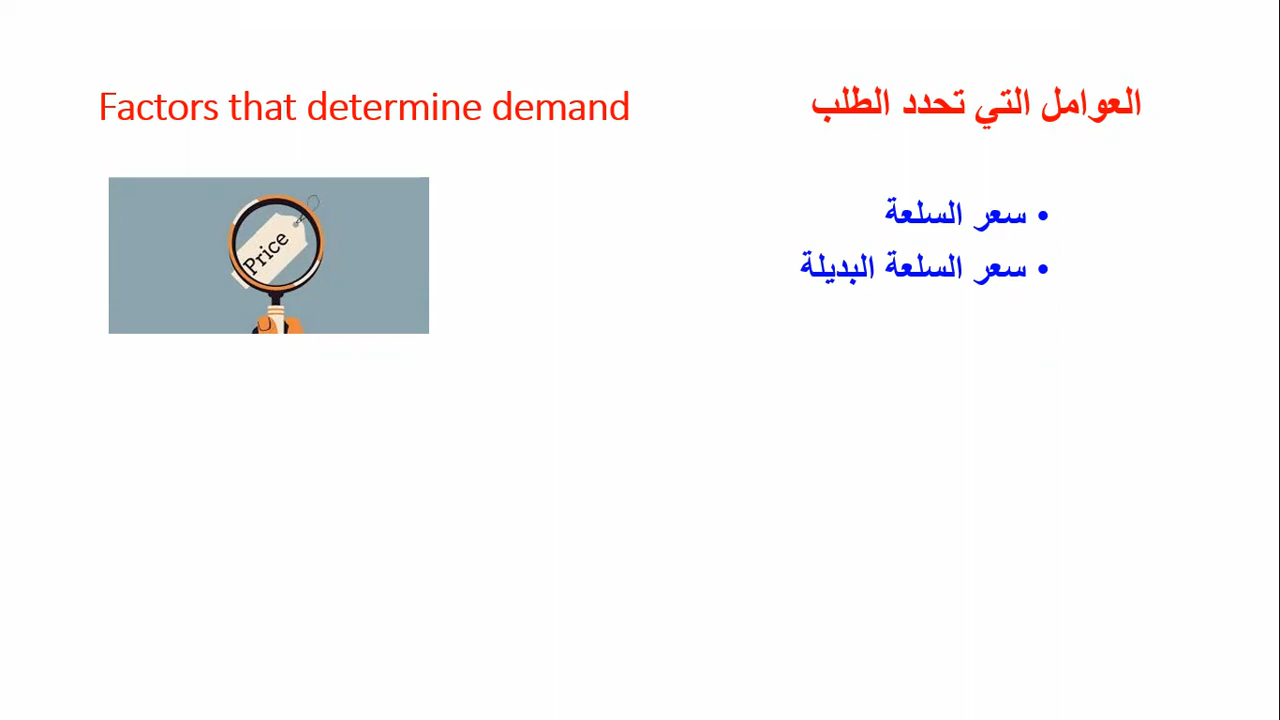 Factors that determine demand
العوامل التي تحدد الطلب
Price
• سعر السلعة
• سعر السلعة البديلة